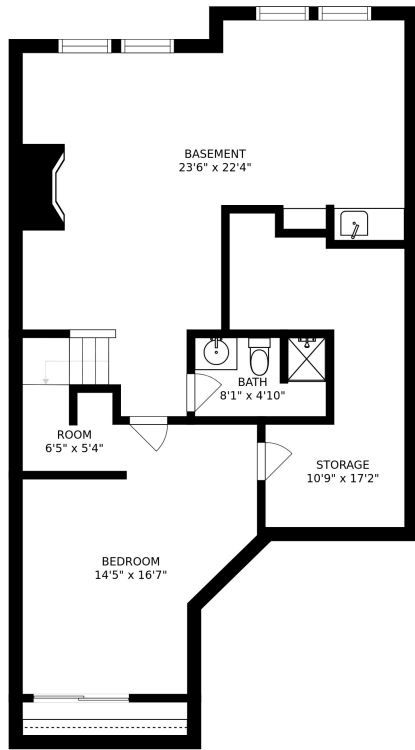 BASEMENT
23'6" x 22'4"
BATH
8'1" x 4'10"
ROOM
6'5" x 5'4"
STORAGE
10'9" x 17'2"
BEDROOM
14'5" x 16'7"